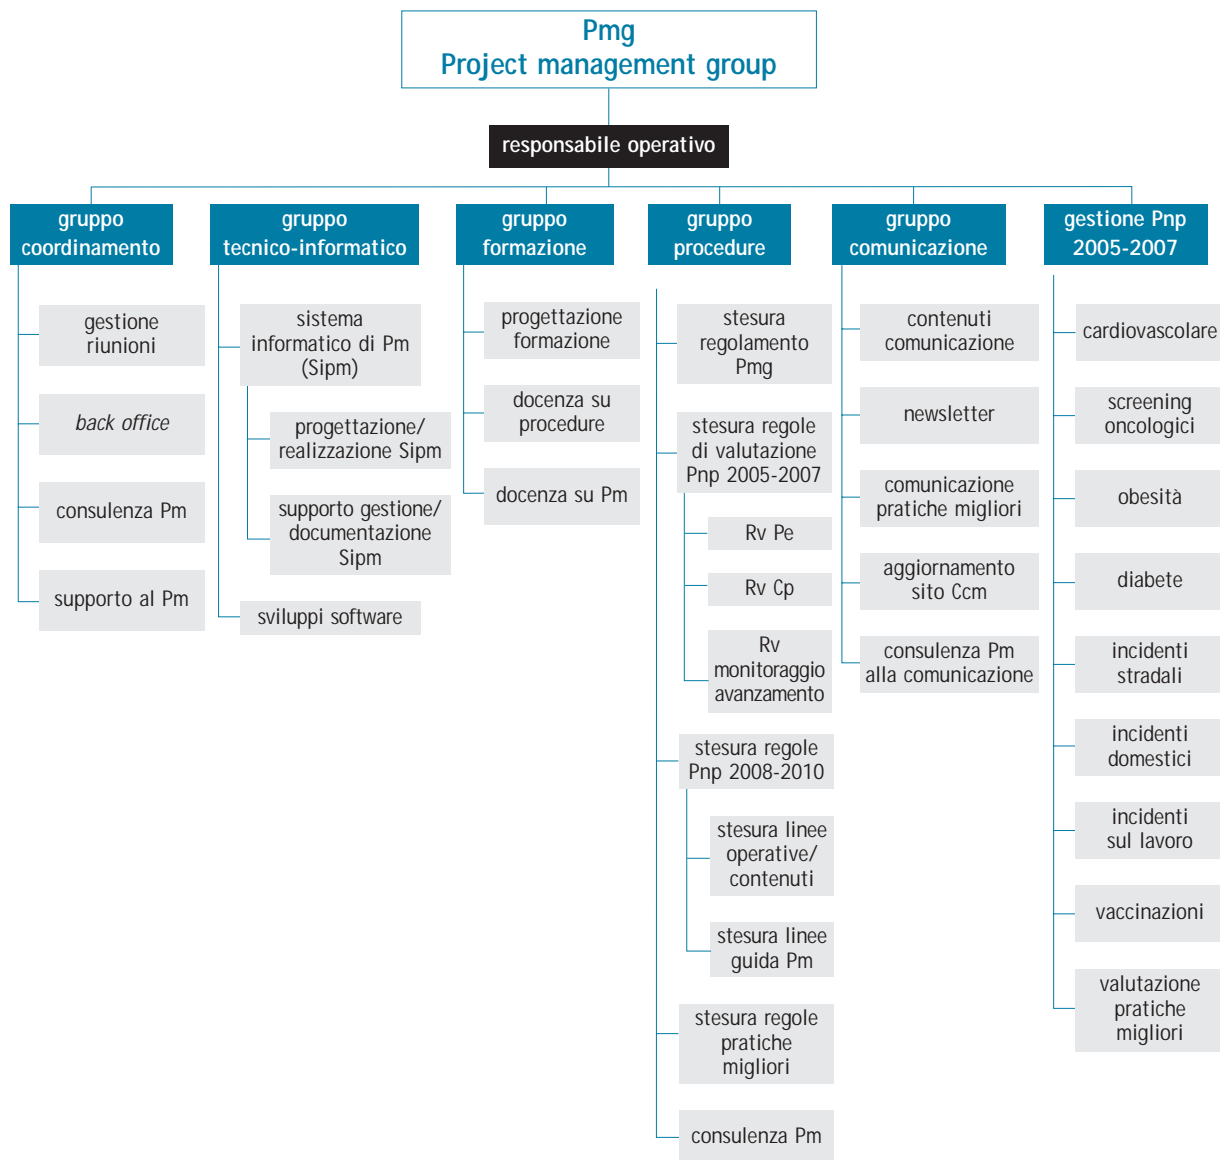 Pmg
Project management group
responsabile operativo
gruppo
coordinamento
gestione
riunioni
back office
consulenza Pm
supporto al Pm
gruppo
tecnico-informatico
sistema
informatico di Pm
(Sipm)
progettazione/
realizzazione Sipm
supporto gestione/
documentazione
Sipm
sviluppi software
gruppo
formazione
progettazione
formazione
docenza su
procedure
docenza su Pm
gruppo
procedure
stesura
regolamento
Pmg
stesura regole
di valutazione
Pnp 2005-2007
Rv Pe
Rv Cp
Rv
monitoraggio
avanzamento
stesura regole
Pnp 2008-2010
stesura linee
operative/
contenuti
stesura linee
guida Pm
stesura regole
pratiche
migliori
consulenza Pm
gruppo
comunicazione
contenuti
comunicazione
newsletter
comunicazione
pratiche migliori
aggiornamento
sito Ccm
consulenza Pm
alla comunicazione
gestione Pnp
2005-2007
cardiovascolare
screening
oncologici
obesità
diabete
incidenti
stradali
incidenti
domestici
incidenti
sul lavoro
vaccinazioni
valutazione
pratiche
migliori